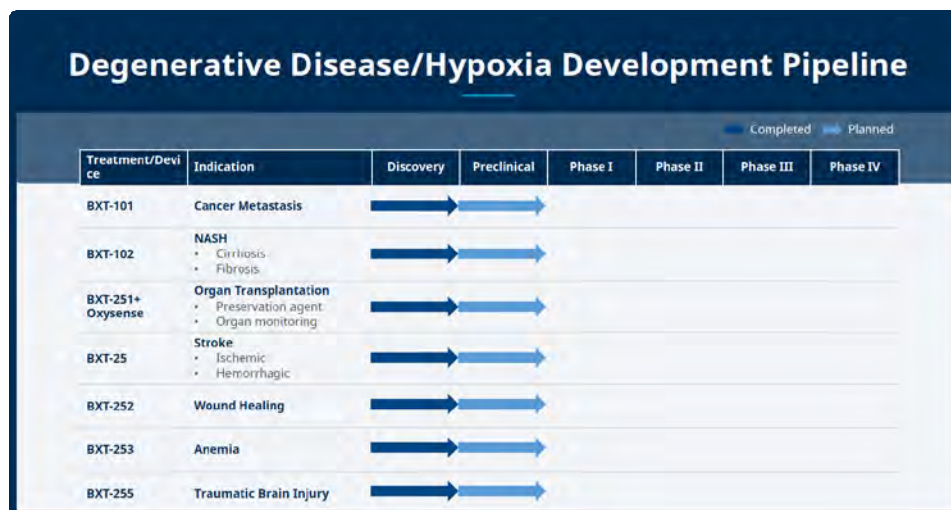 Degenerative Disease/Hypoxia Development Pipeline
Completed
Planned
Treatment/Devi
ce
Indication
Discovery
Preclinical
Phase I
Phase II
Phase III
Phase IV
BXT-101
Cancer Metastasis
BXT-102
NASH
• Cirrhosis
• Fibrosis
BXT-251+
Oxysense
Organ Transplantation
• Preservation agent
• Organ monitoring
BXT-25
Stroke
• Ischemic
• Hemorrhagic
BXT-252
Wound Healing
BXT-253
Anemia
BXT-255
Traumatic Brain Injury